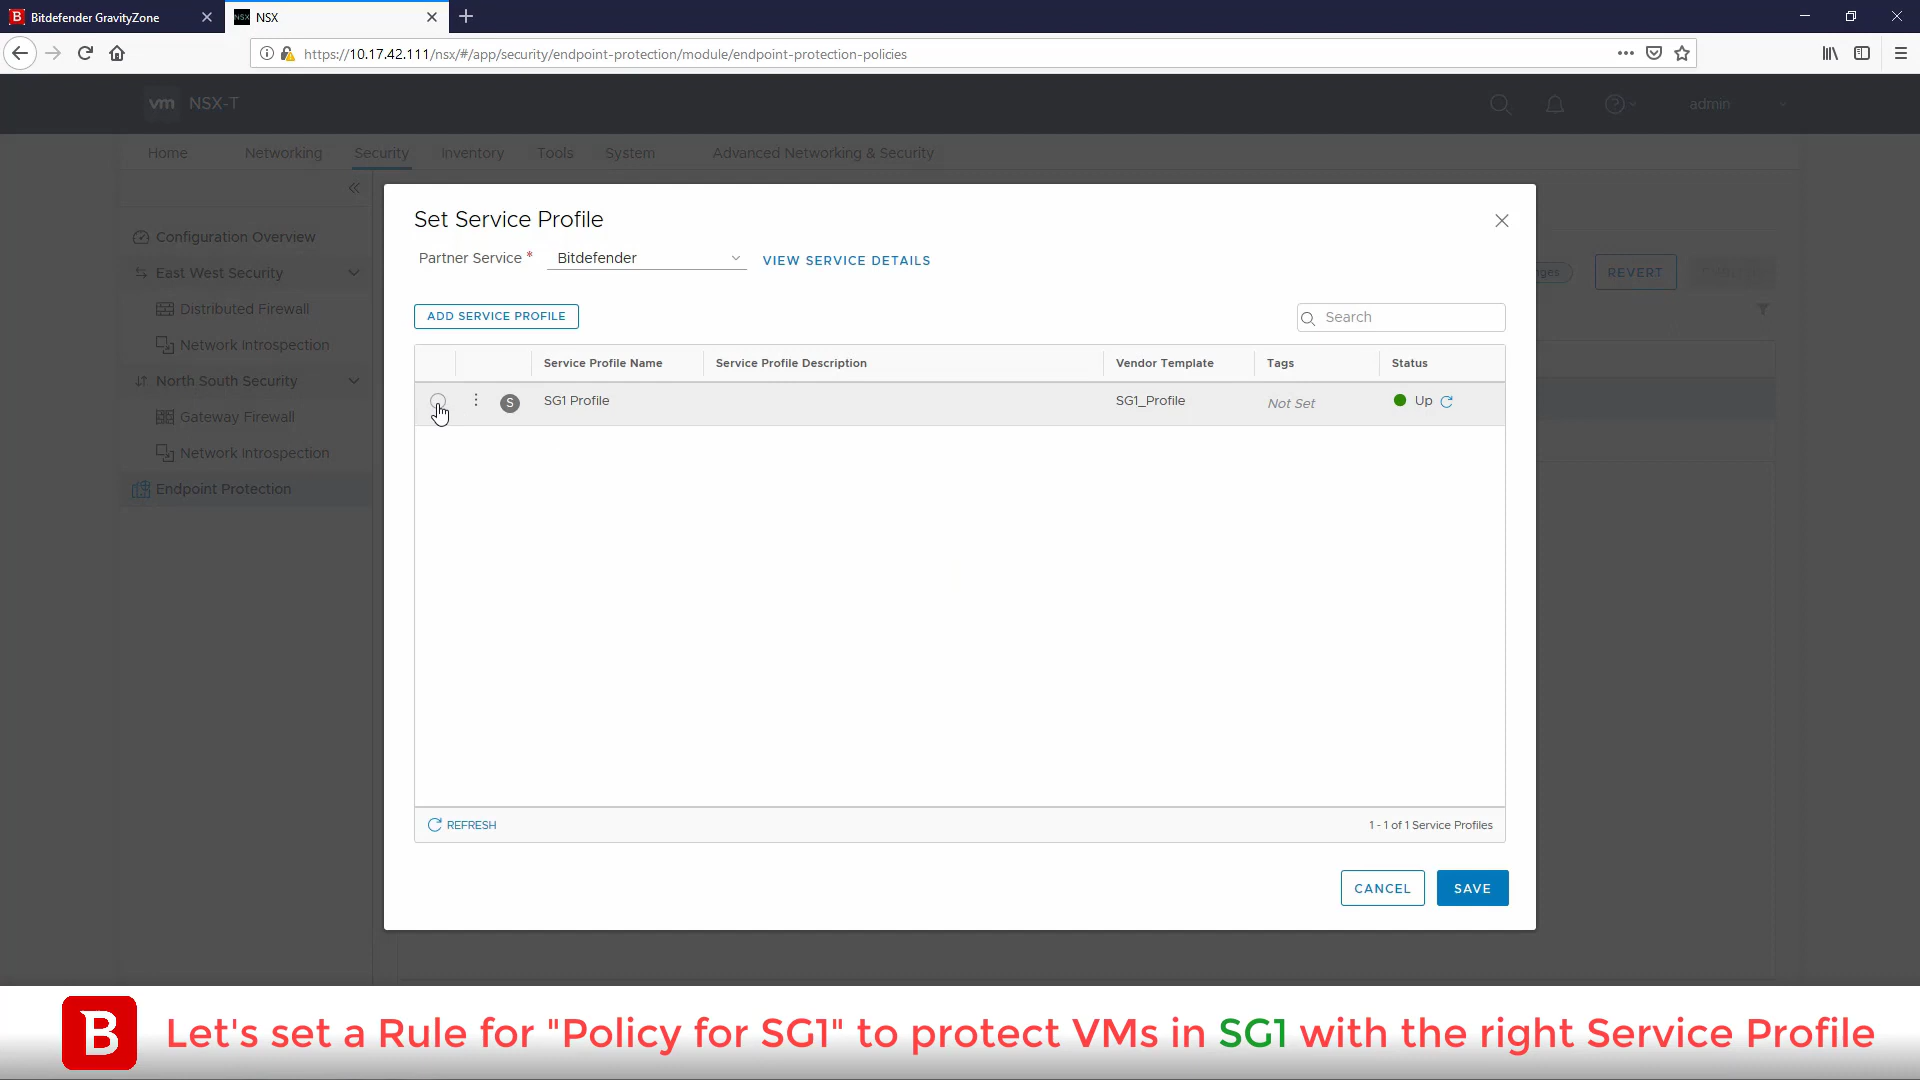 Bitdefender GravityZone
NSX
https://10.17.42.111/nsx/#/app/security/endpoint-protection/module/endpoint-protection-policies
vm NSX-T
admin
Home Networking Security Inventory Tools System Advanced Networking & Security
Configuration Overview
East West Security
Distributed Firewall
Network Introspection
North South Security
Gateway Firewall
Network Introspection
Endpoint Protection
REVERT
Set Service Profile
Partner Service * Bitdefender VIEW SERVICE DETAILS
ADD SERVICE PROFILE Search
Service Profile Name Service Profile Description Vendor Template Tags Status
S SG1 Profile SG1_Profile Not Set Up
REFRESH 1 - 1 of 1 Service Profiles
CANCEL SAVE
B Let's set a Rule for "Policy for SG1" to protect VMs in SG1 with the right Service Profile